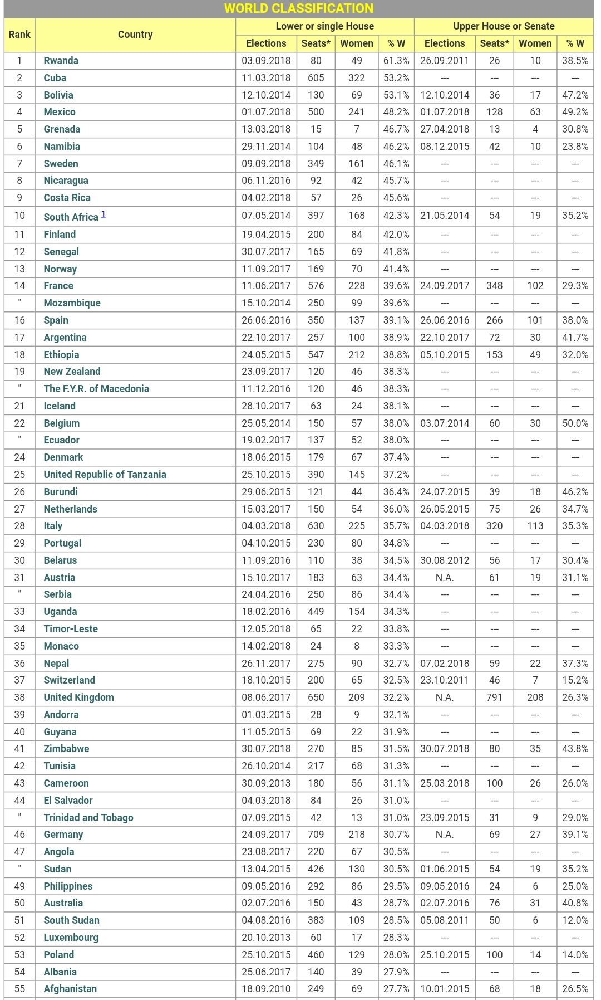 WORLD CLASSIFICATION
Rank Country Lower or single House Upper House or Senate
Elections Seats* Women % W Elections Seats* Women % W
1 Rwanda 03.09.2018 80 49 61.3% 26.09.2011 26 10 38.5%
2 Cuba 11.03.2018 605 322 53.2% --- --- --- ---
3 Bolivia 12.10.2014 130 69 53.1% 12.10.2014 36 17 47.2%
4 Mexico 01.07.2018 500 241 48.2% 01.07.2018 128 63 49.2%
5 Grenada 13.03.2018 15 7 46.7% 27.04.2018 13 4 30.8%
6 Namibia 29.11.2014 104 48 46.2% 08.12.2015 42 10 23.8%
7 Sweden 09.09.2018 349 161 46.1% --- --- --- ---
8 Nicaragua 06.11.2016 92 42 45.7% --- --- --- ---
9 Costa Rica 04.02.2018 57 26 45.6% --- --- --- ---
10 South Africa 1 07.05.2014 397 168 42.3% 21.05.2014 54 19 35.2%
11 Finland 19.04.2015 200 84 42.0% --- --- --- ---
12 Senegal 30.07.2017 165 69 41.8% --- --- --- ---
13 Norway 11.09.2017 169 70 41.4% --- --- --- ---
14 France 11.06.2017 576 228 39.6% 24.09.2017 348 102 29.3%
" Mozambique 15.10.2014 250 99 39.6% --- --- --- ---
16 Spain 26.06.2016 350 137 39.1% 26.06.2016 266 101 38.0%
17 Argentina 22.10.2017 257 100 38.9% 22.10.2017 72 30 41.7%
18 Ethiopia 24.05.2015 547 212 38.8% 05.10.2015 153 49 32.0%
19 New Zealand 23.09.2017 120 46 38.3% --- --- --- ---
" The F.Y.R. of Macedonia 11.12.2016 120 46 38.3% --- --- --- ---
21 Iceland 28.10.2017 63 24 38.1% --- --- --- ---
22 Belgium 25.05.2014 150 57 38.0% 03.07.2014 60 30 50.0%
" Ecuador 19.02.2017 137 52 38.0% --- --- --- ---
24 Denmark 18.06.2015 179 67 37.4% --- --- --- ---
25 United Republic of Tanzania 25.10.2015 390 145 37.2% --- --- --- ---
26 Burundi 29.06.2015 121 44 36.4% 24.07.2015 39 18 46.2%
27 Netherlands 15.03.2017 150 54 36.0% 26.05.2015 75 26 34.7%
28 Italy 04.03.2018 630 225 35.7% 04.03.2018 320 113 35.3%
29 Portugal 04.10.2015 230 80 34.8% --- --- --- ---
30 Belarus 11.09.2016 110 38 34.5% 30.08.2012 56 17 30.4%
31 Austria 15.10.2017 183 63 34.4% N.A. 61 19 31.1%
" Serbia 24.04.2016 250 86 34.4% --- --- --- ---
33 Uganda 18.02.2016 449 154 34.3% --- --- --- ---
34 Timor-Leste 12.05.2018 65 22 33.8% --- --- --- ---
35 Monaco 14.02.2018 24 8 33.3% --- --- --- ---
36 Nepal 26.11.2017 275 90 32.7% 07.02.2018 59 22 37.3%
37 Switzerland 18.10.2015 200 65 32.5% 23.10.2011 46 7 15.2%
38 United Kingdom 08.06.2017 650 209 32.2% N.A. 791 208 26.3%
39 Andorra 01.03.2015 28 9 32.1% --- --- --- ---
40 Guyana 11.05.2015 69 22 31.9% --- --- --- ---
41 Zimbabwe 30.07.2018 270 85 31.5% 30.07.2018 80 35 43.8%
42 Tunisia 26.10.2014 217 68 31.3% --- --- --- ---
43 Cameroon 30.09.2013 180 56 31.1% 25.03.2018 100 26 26.0%
44 El Salvador 04.03.2018 84 26 31.0% --- --- --- ---
" Trinidad and Tobago 07.09.2015 42 13 31.0% 23.09.2015 31 9 29.0%
46 Germany 24.09.2017 709 218 30.7% N.A. 69 27 39.1%
47 Angola 23.08.2017 220 67 30.5% --- --- --- ---
" Sudan 13.04.2015 426 130 30.5% 01.06.2015 54 19 35.2%
49 Philippines 09.05.2016 292 86 29.5% 09.05.2016 24 6 25.0%
50 Australia 02.07.2016 150 43 28.7% 02.07.2016 76 31 40.8%
51 South Sudan 04.08.2016 383 109 28.5% 05.08.2011 50 6 12.0%
52 Luxembourg 20.10.2013 60 17 28.3% --- --- --- ---
53 Poland 25.10.2015 460 129 28.0% 25.10.2015 100 14 14.0%
54 Albania 25.06.2017 140 39 27.9% --- --- --- ---
55 Afghanistan 18.09.2010 249 69 27.7% 10.01.2015 68 18 26.5%